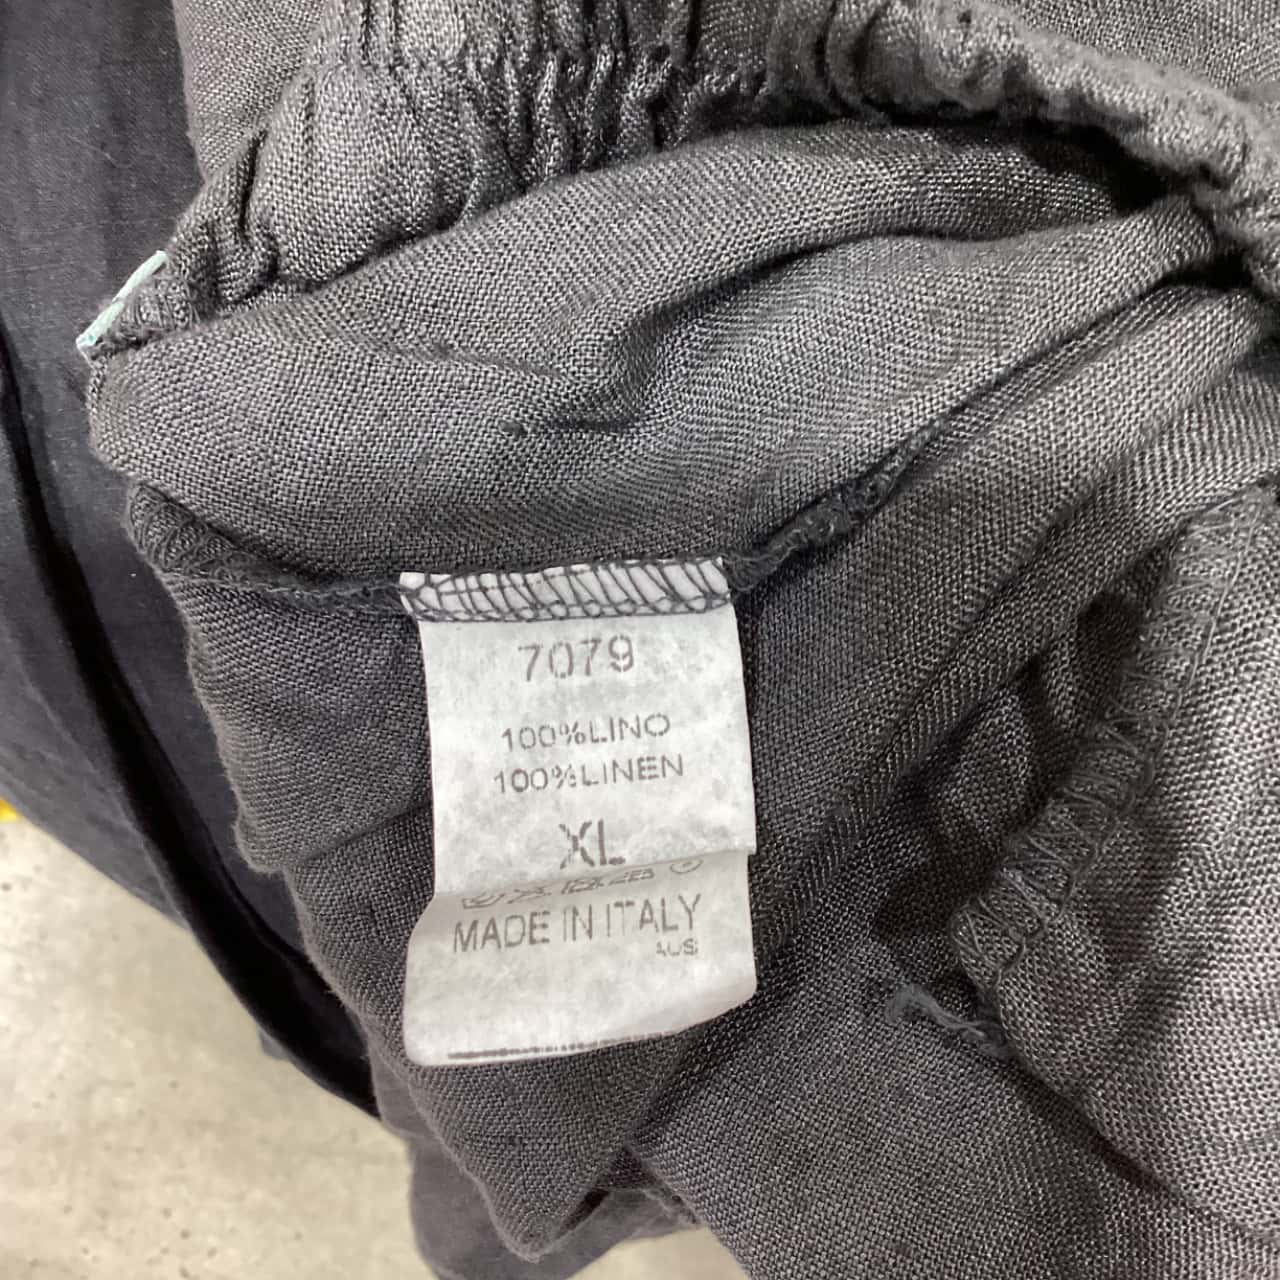 7079
100%LINO
100%LINEN
XL
MADE IN ITALY